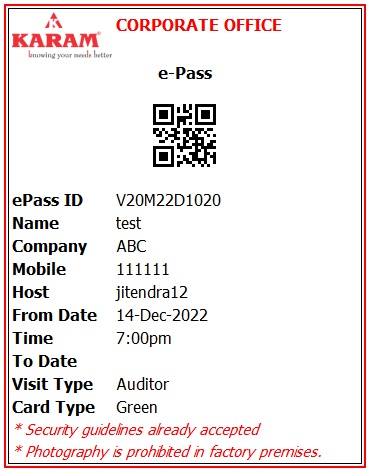 CORPORATE OFFICE
KARAM®
knowing your needs better
e-Pass
ePass ID V20M22D1020
Name test
Company ABC
Mobile 111111
Host jitendra12
From Date 14-Dec-2022
Time 7:00pm
To Date
Visit Type Auditor
Card Type Green
* Security guidelines already accepted
* Photography is prohibited in factory premises.